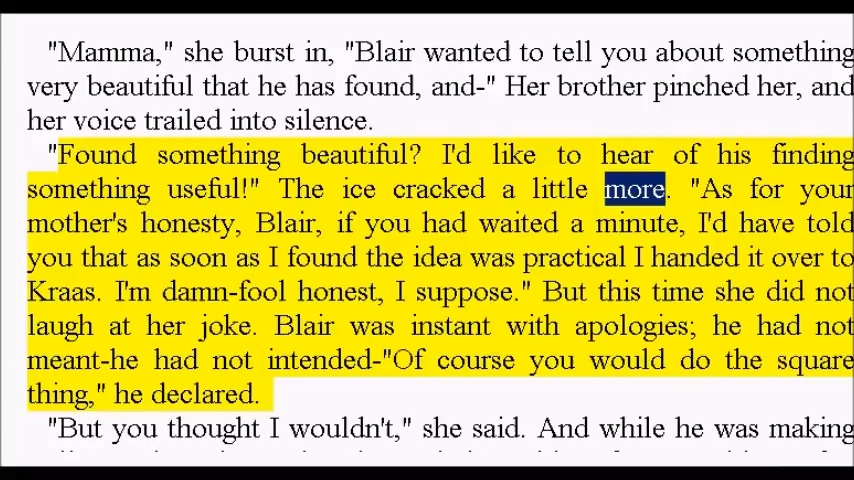 "Mamma," she burst in, "Blair wanted to tell you about something
very beautiful that he has found, and-" Her brother pinched her, and
her voice trailed into silence.
"Found something beautiful? I'd like to hear of his finding
something useful!" The ice cracked a little more. "As for your
mother's honesty, Blair, if you had waited a minute, I'd have told
you that as soon as I found the idea was practical I handed it over to
Kraas. I'm damn-fool honest, I suppose." But this time she did not
laugh at her joke. Blair was instant with apologies; he had not
meant-he had not intended-"Of course you would do the square
thing," he declared.
"But you thought I wouldn't," she said. And while he was making